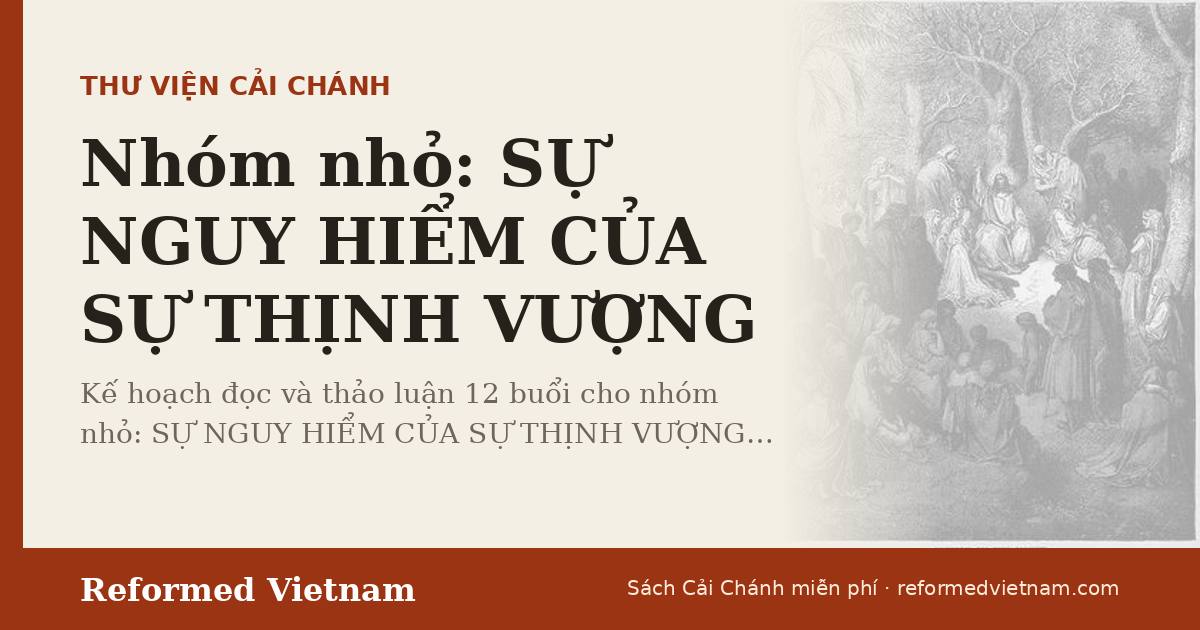 THƯ VIỆN CẢI CHÁNH
Nhóm nhỏ: SỰ
NGUY HIỂM CỦA
SỰ THỊNH VƯỢNG
Kế hoạch đọc và thảo luận 12 buổi cho nhóm
nhỏ: SỰ NGUY HIỂM CỦA SỰ THỊNH VƯỢNG...
Reformed Vietnam
Sách Cải Chánh miễn phí · reformedvietnam.com